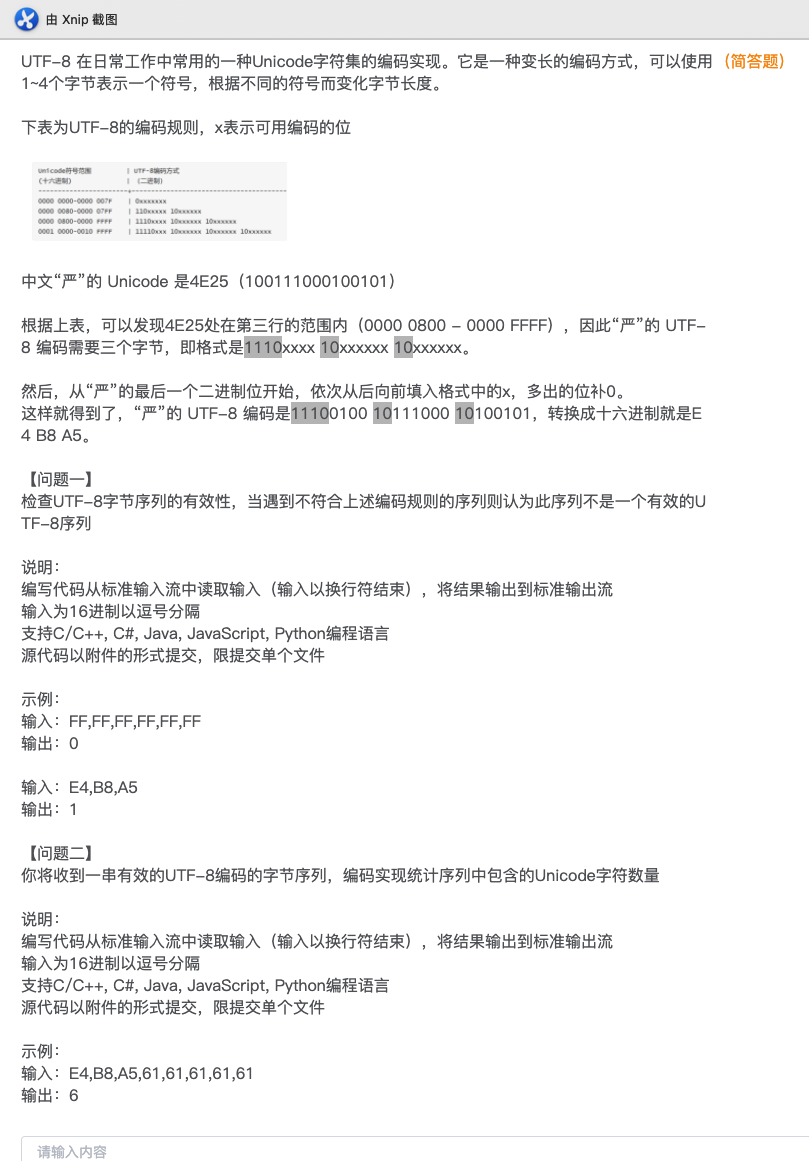 由 Xnip 截图
UTF-8 在日常工作中常用的一种Unicode字符集的编码实现。它是一种变长的编码方式，可以使用 （简答题）
1~4个字节表示一个符号，根据不同的符号而变化字节长度。
下表为UTF-8的编码规则，x表示可用编码的位
Unicode符号范围 | UTF-8编码方式
(十六进制) | （二进制）
----------------------+---------------------------------------------
0000 0000-0000 007F | 0xxxxxxx
0000 0080-0000 07FF | 110xxxxx 10xxxxxx
0000 0800-0000 FFFF | 1110xxxx 10xxxxxx 10xxxxxx
0001 0000-0010 FFFF | 11110xxx 10xxxxxx 10xxxxxx 10xxxxxx
中文“严”的 Unicode 是4E25（100111000100101）
根据上表，可以发现4E25处在第三行的范围内（0000 0800 - 0000 FFFF），因此“严”的 UTF-
8 编码需要三个字节，即格式是1110xxxx 10xxxxxx 10xxxxxx。
然后，从“严”的最后一个二进制位开始，依次从后向前填入格式中的x，多出的位补0。
这样就得到了，“严”的 UTF-8 编码是11100100 10111000 10100101，转换成十六进制就是E
4 B8 A5。
【问题一】
检查UTF-8字节序列的有效性，当遇到不符合上述编码规则的序列则认为此序列不是一个有效的U
TF-8序列
说明：
编写代码从标准输入流中读取输入（输入以换行符结束），将结果输出到标准输出流
输入为16进制以逗号分隔
支持C/C++, C#, Java, JavaScript, Python编程语言
源代码以附件的形式提交，限提交单个文件
示例：
输入：FF,FF,FF,FF,FF,FF
输出：0
输入：E4,B8,A5
输出：1
【问题二】
你将收到一串有效的UTF-8编码的字节序列，编码实现统计序列中包含的Unicode字符数量
说明：
编写代码从标准输入流中读取输入（输入以换行符结束），将结果输出到标准输出流
输入为16进制以逗号分隔
支持C/C++, C#, Java, JavaScript, Python编程语言
源代码以附件的形式提交，限提交单个文件
示例：
输入：E4,B8,A5,61,61,61,61,61
输出：6
请输入内容